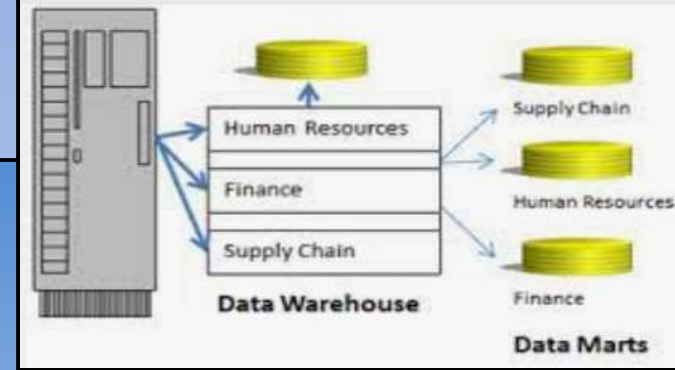 Human Resources
Finance
Supply Chain
Data Warehouse
Supply Chain
Human Resources
Finance
Data Marts